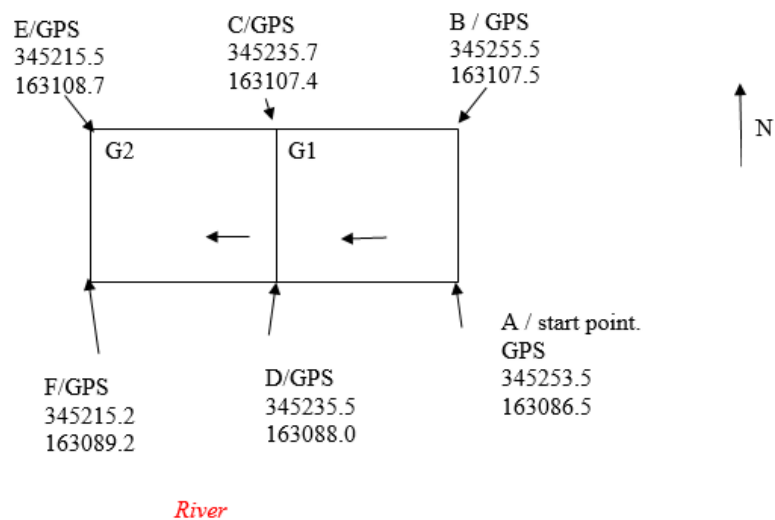 E/GPS
345215.5
163108.7
C/GPS
345235.7
163107.4
B / GPS
345255.5
163107.5
N
G2
G1
A / start point.
GPS
345253.5
163086.5
F/GPS
345215.2
163089.2
D/GPS
345235.5
163088.0
River